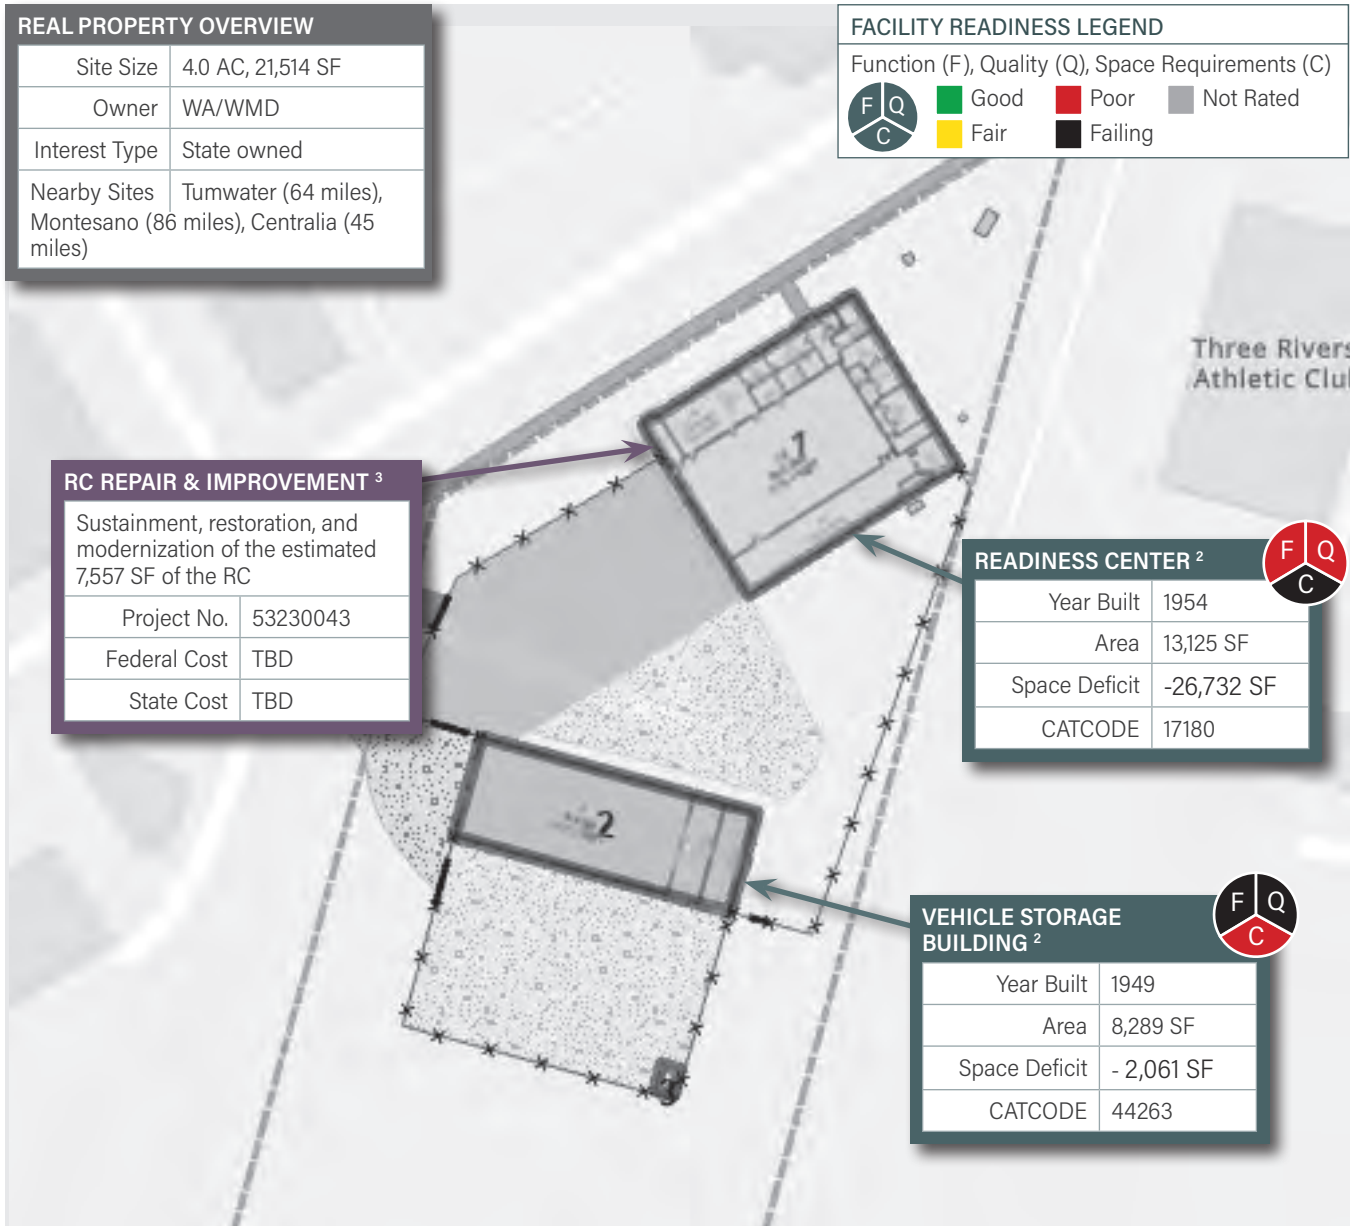 REAL PROPERTY OVERVIEW
Site Size 4.0 AC, 21,514 SF
Owner WA/WMD
Interest Type State owned
Nearby Sites Tumwater (64 miles),
Montesano (86 miles), Centralia (45
miles)
FACILITY READINESS LEGEND
Function (F), Quality (Q), Space Requirements (C)
F Q
C
Good
Poor
Not Rated
Fair
Failing
Three Rivers
Athletic Clu
1
RC REPAIR & IMPROVEMENT 3
Sustainment, restoration, and
modernization of the estimated
7,557 SF of the RC
Project No. 53230043
Federal Cost TBD
State Cost TBD
READINESS CENTER 2
F Q
C
Year Built 1954
Area 13,125 SF
Space Deficit -26,732 SF
CATCODE 17180
2
VEHICLE STORAGE
BUILDING 2
F Q
C
Year Built 1949
Area 8,289 SF
Space Deficit - 2,061 SF
CATCODE 44263
3